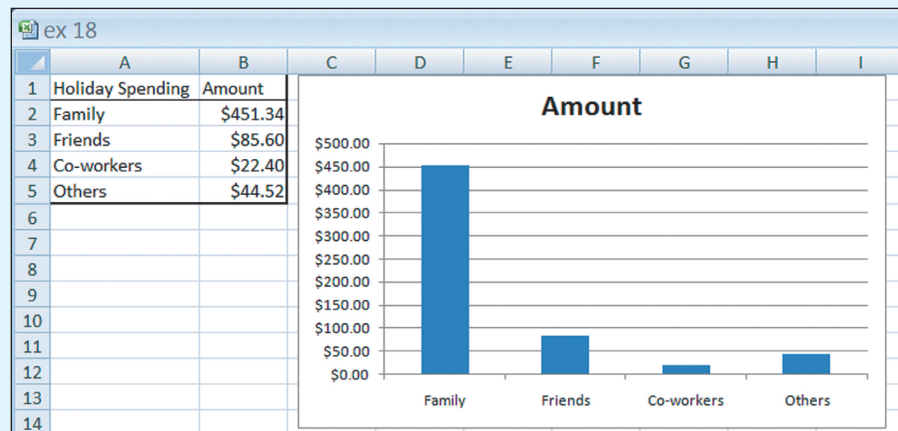 ex 18
A B C D E F G H I
1 Holiday Spending Amount
2 Family $451.34
3 Friends $85.60
4 Co-workers $22.40
5 Others $44.52
6
7
8
9
10
11
12
13
14
Amount
$500.00
$450.00
$400.00
$350.00
$300.00
$250.00
$200.00
$150.00
$100.00
$50.00
$0.00
Family Friends Co-workers Others